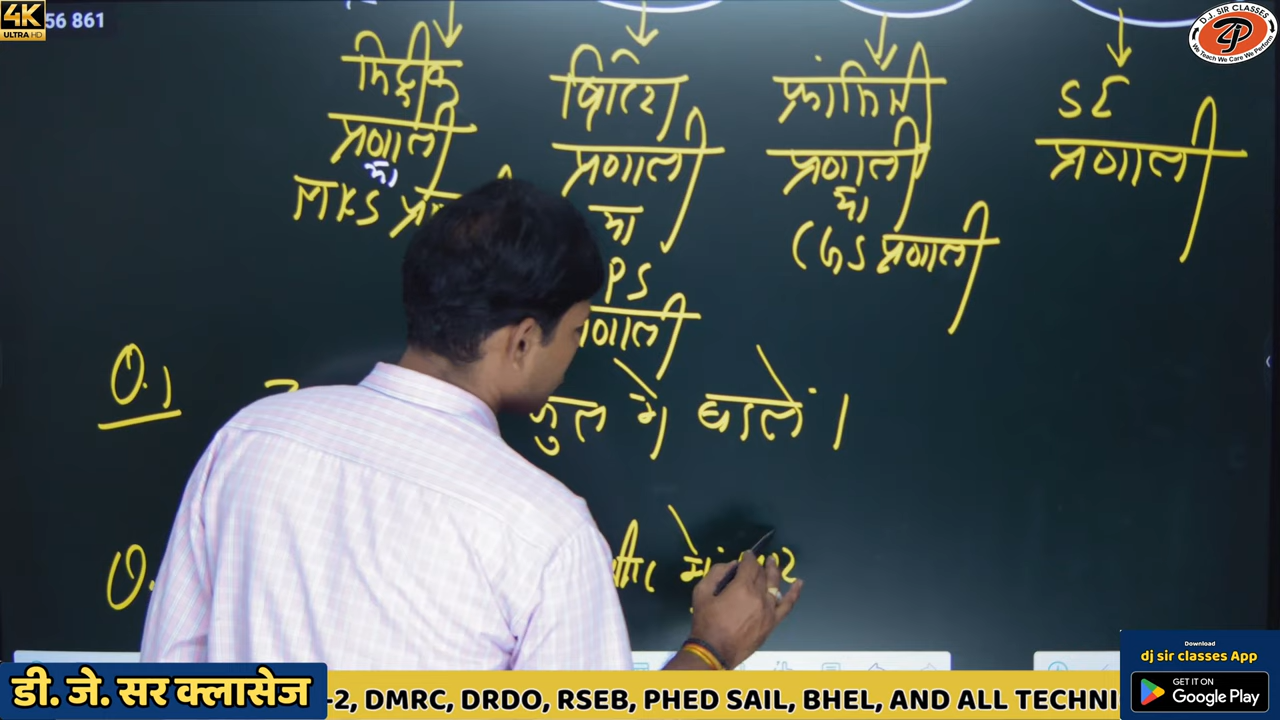 4K
ULTRA HD
56 861
D.J. SIR CLASSES
We Teach We Care We Perform
मिट्रीक
प्रणाली
या
MKS
ब्रिटिश
प्रणाली
या
PS
फ्रांसिसी
प्रणाली
या
CGS प्रणाली
SI
प्रणाली
Q.1
जुल में
Q.
में
डी. जे. सर क्लासेज
-2, DMRC, DRDO, RSEB, PHED SAIL, BHEL, AND ALL TECHNI
Download
dj sir classes App
GET IT ON
Google Play